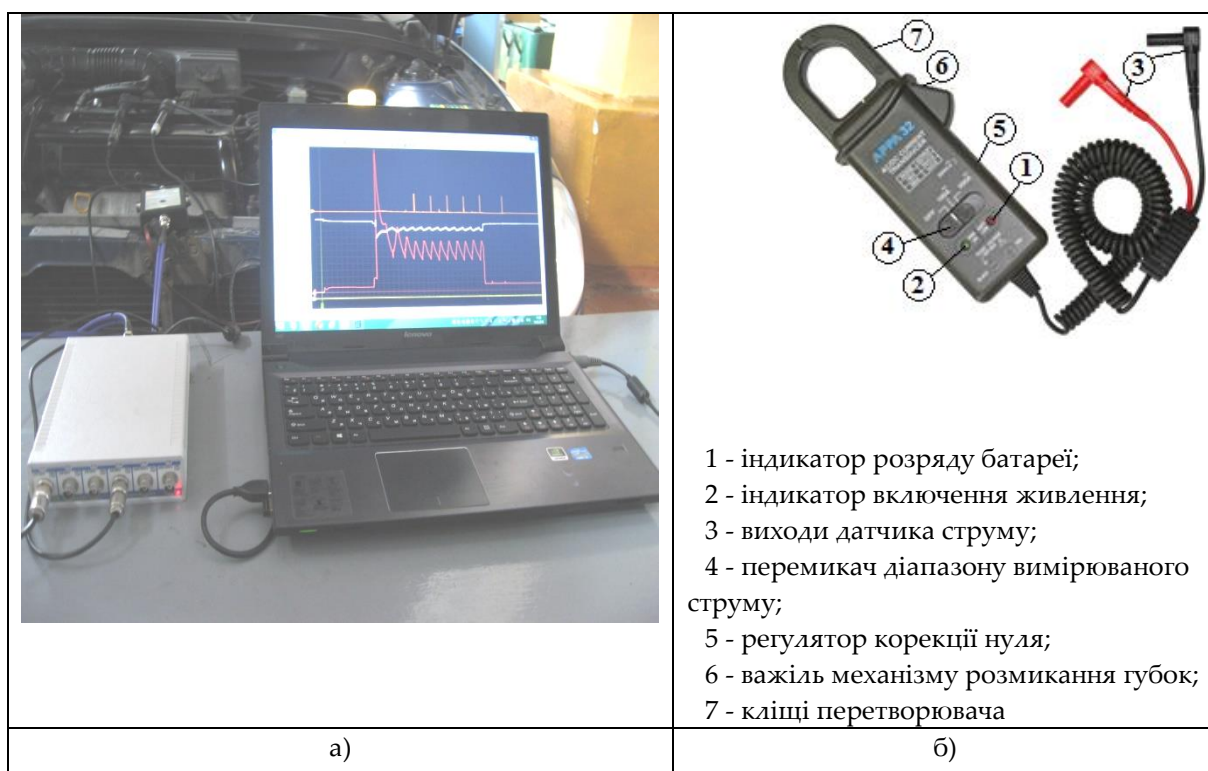 lenovo
7
6
3
5
1
APPA 32
4
2
1 - індикатор розряду батареї;
2 - індикатор включення живлення;
3 - виходи датчика струму;
4 - перемикач діапазону вимірюваного
струму;
5 - регулятор корекції нуля;
6 - важіль механізму розмикання губок;
7 - кліщі перетворювача
а)
б)